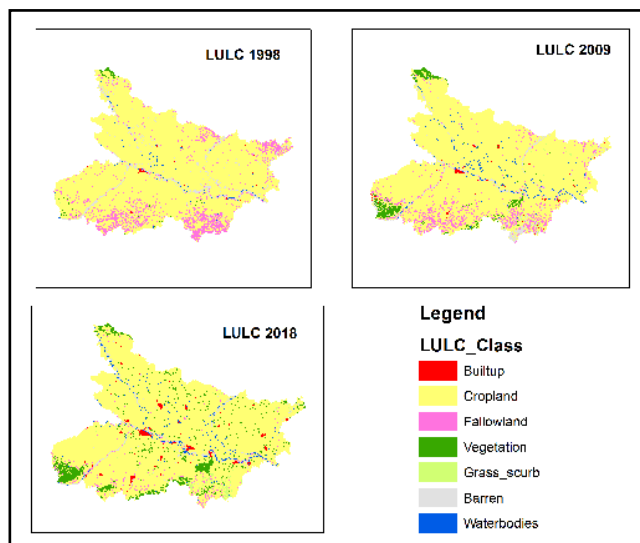 LULC 1998
LULC 2009
LULC 2018
Legend
LULC_Class
Builtup
Cropland
Fallowland
Vegetation
Grass_scurb
Barren
Waterbodies